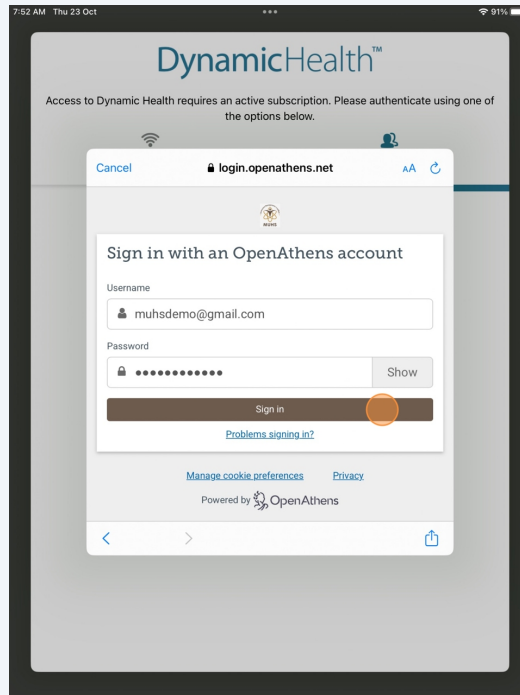 7:52 AM Thu 23 Oct
91%
DynamicHealth™
Access to Dynamic Health requires an active subscription. Please authenticate using one of
the options below.
Cancel
login.openathens.net
AA
MUHS
Sign in with an OpenAthens account
Username
muhsdemo@gmail.com
Password
Show
Sign in
Problems signing in?
Manage cookie preferences
Privacy
Powered by OpenAthens